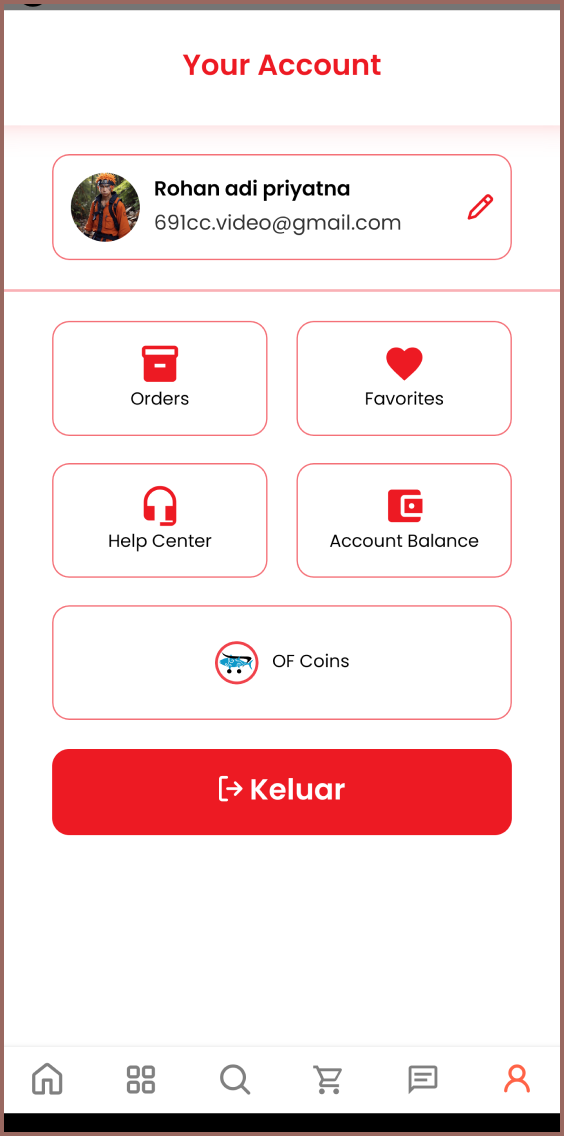 Your Account
Rohan adi priyatna
691cc.video@gmail.com
Orders
Favorites
Help Center
Account Balance
OF Coins
Keluar